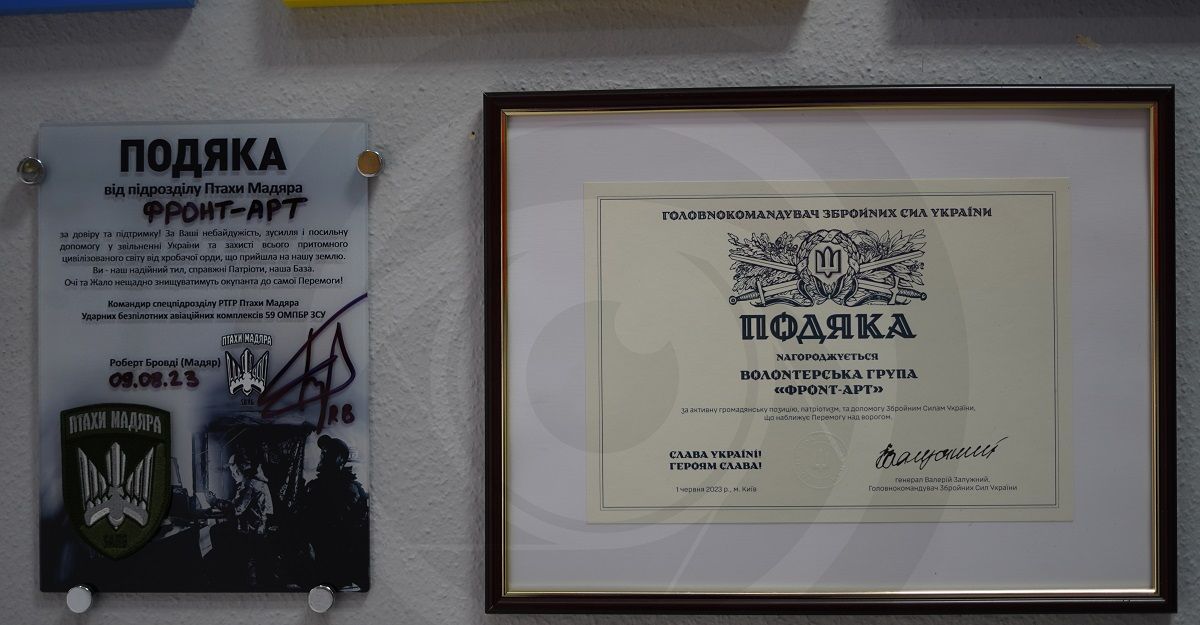 ПОДЯКА
від підрозділу Птахи Мадяра
ФРОНТ-АРТ
за довіру та підтримку! За Ваші небайдужість, зусилля і посильну
допомогу у звільненні України та захисті всього притомного
цивілізованого світу від хробачої орди, що прийшла на нашу землю.
Ви - наш надійний тил, справжні Патріоти, наша База.
Очі та Жало нещадно знищуватимуть окупанта до самої Перемоги!
Командир спецпідрозділу РТГР Птахи Мадяра
Ударних безпілотних авіаційних комплексів 59 ОМПБР ЗСУ
ПТАХИ МАДЯРА
Роберт Бровді (Мадяр)
09.08.23
RB
ПТАХИ МАДЯРА
ГОЛОВНОКОМАНДУВАЧ ЗБРОЙНИХ СИЛ УКРАЇНИ
ПОДЯКА
НАГОРОДЖУЄТЬСЯ
ВОЛОНТЕРСЬКА ГРУПА
«ФРОNT-АРТ»
за активну громадянську позицію, патріотизм, та допомогу Збройним Силам України,
що наближує Перемогу над ворогом.
СЛАВА УКРАЇНІ!
ГЕРОЯМ СЛАВА!
1 червня 2023 р., м. Київ
Залужний
генерал Валерій Залужний,
Головнокомандувач Збройних Сил України